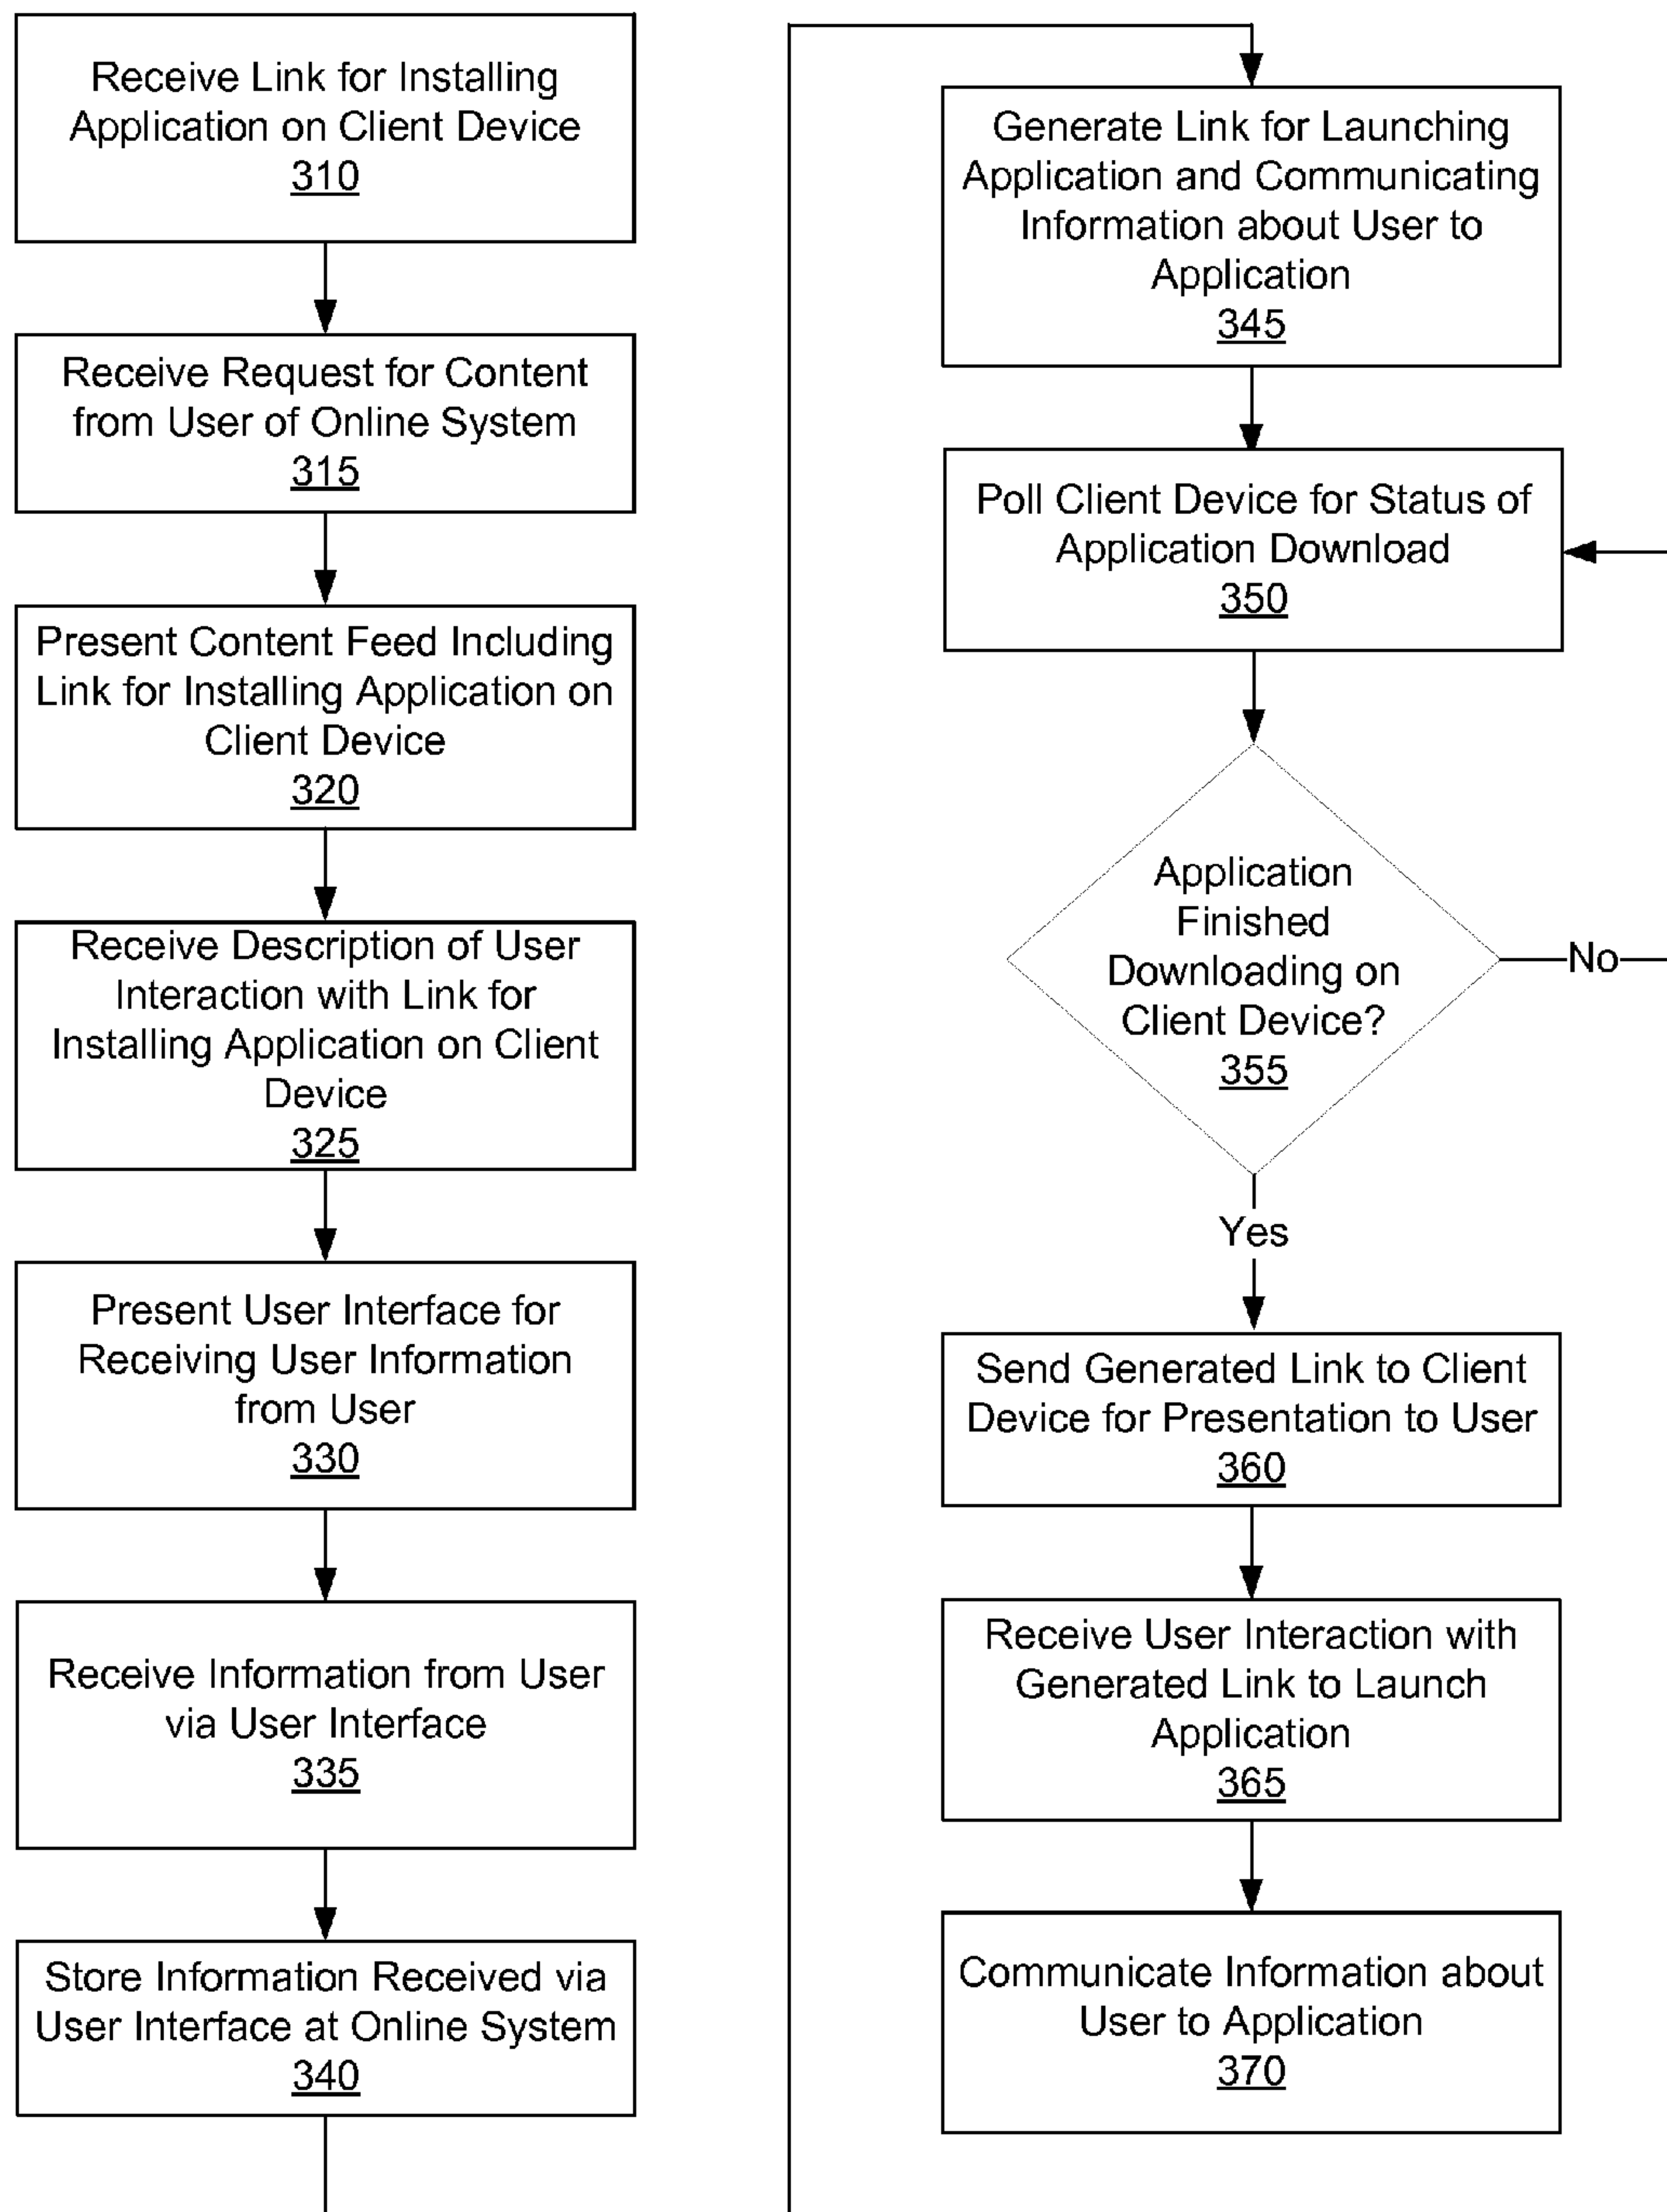 Receive Link for Installing
Application on Client Device
310
Receive Request for Content
from User of Online System
315
Present Content Feed Including
Link for Installing Application on
Client Device
320
Receive Description of User
Interaction with Link for
Installing Application on Client
Device
325
Present User Interface for
Receiving User Information
from User
330
Receive Information from User
via User Interface
335
Store Information Received via
User Interface at Online System
340
Generate Link for Launching
Application and Communicating
Information about User to
Application
345
Poll Client Device for Status of
Application Download
350
Application
Finished
Downloading on
Client Device?
355
No
Yes
Send Generated Link to Client
Device for Presentation to User
360
Receive User Interaction with
Generated Link to Launch
Application
365
Communicate Information about
User to Application
370